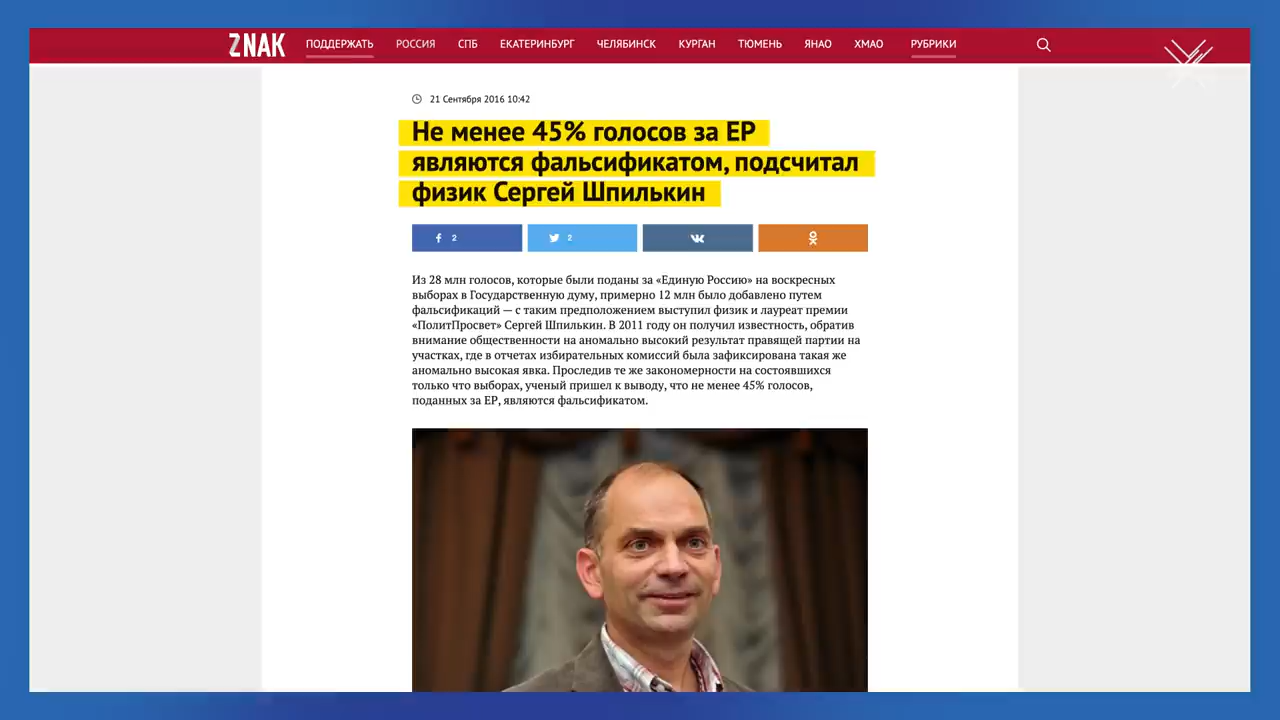 ZNAK ПОДДЕРЖАТЬ РОССИЯ СПБ ЕКАТЕРИНБУРГ ЧЕЛЯБИНСК КУРГАН ТЮМЕНЬ ЯНАО ХМАО РУБРИКИ
21 Сентября 2016 10:42
Не менее 45% голосов за ЕР
являются фальсификатом, подсчитал
физик Сергей Шпилькин
2 2
Из 28 млн голосов, которые были поданы за «Единую Россию» на воскресных
выборах в Государственную думу, примерно 12 млн было добавлено путем
фальсификаций — с таким предположением выступил физик и лауреат премии
«ПолитПросвет» Сергей Шпилькин. В 2011 году он получил известность, обратив
внимание общественности на аномально высокий результат правящей партии на
участках, где в отчетах избирательных комиссий была зафиксирована такая же
аномально высокая явка. Проследив те же закономерности на состоявшихся
только что выборах, ученый пришел к выводу, что не менее 45% голосов,
поданных за ЕР, являются фальсификатом.